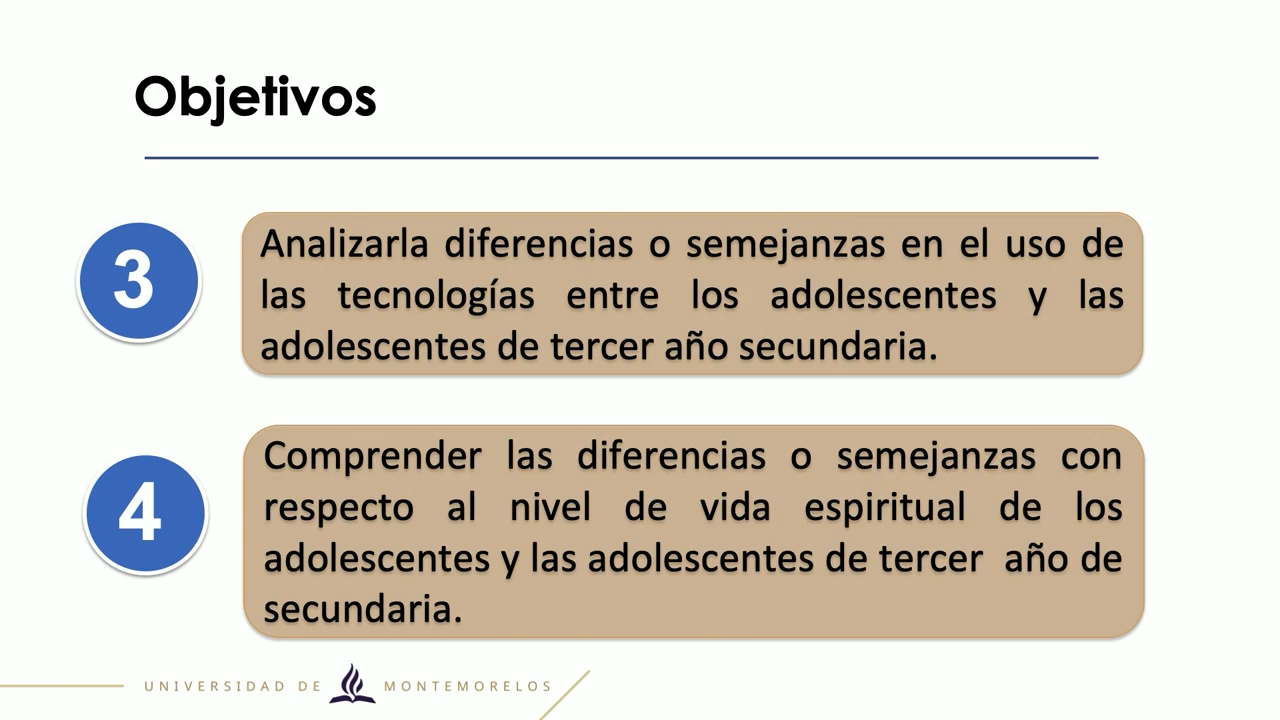 Objetivos
3
Analizarla diferencias o semejanzas en el uso de
las tecnologías entre los adolescentes y las
adolescentes de tercer año secundaria.
4
Comprender las diferencias o semejanzas con
respecto al nivel de vida espiritual de los
adolescentes y las adolescentes de tercer año de
secundaria.
UNIVERSIDAD DE MONTEMORELOS